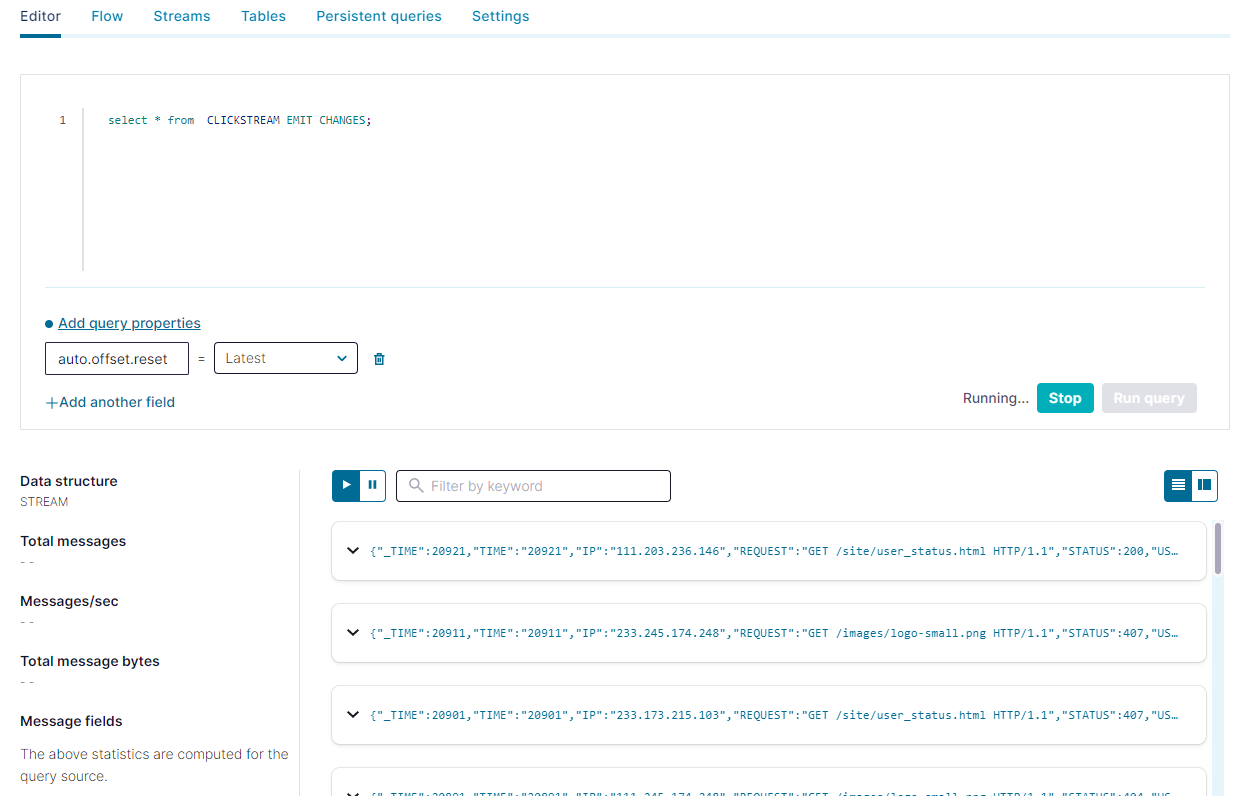 Editor Flow Streams Tables Persistent queries Settings
1 select * from  CLICKSTREAM EMIT CHANGES;
Add query properties
auto.offset.reset = Latest
+Add another field
Running... Stop Run query
Data structure
STREAM
Total messages
- -
Messages/sec
- -
Total message bytes
- -
Message fields
The above statistics are computed for the
query source.
Filter by keyword
{"_TIME":20921,"TIME":"20921","IP":"111.203.236.146","REQUEST":"GET /site/user_status.html HTTP/1.1","STATUS":200,"US…
{"_TIME":20911,"TIME":"20911","IP":"233.245.174.248","REQUEST":"GET /images/logo-small.png HTTP/1.1","STATUS":407,"US…
{"_TIME":20901,"TIME":"20901","IP":"233.173.215.103","REQUEST":"GET /site/user_status.html HTTP/1.1","STATUS":407,"US…